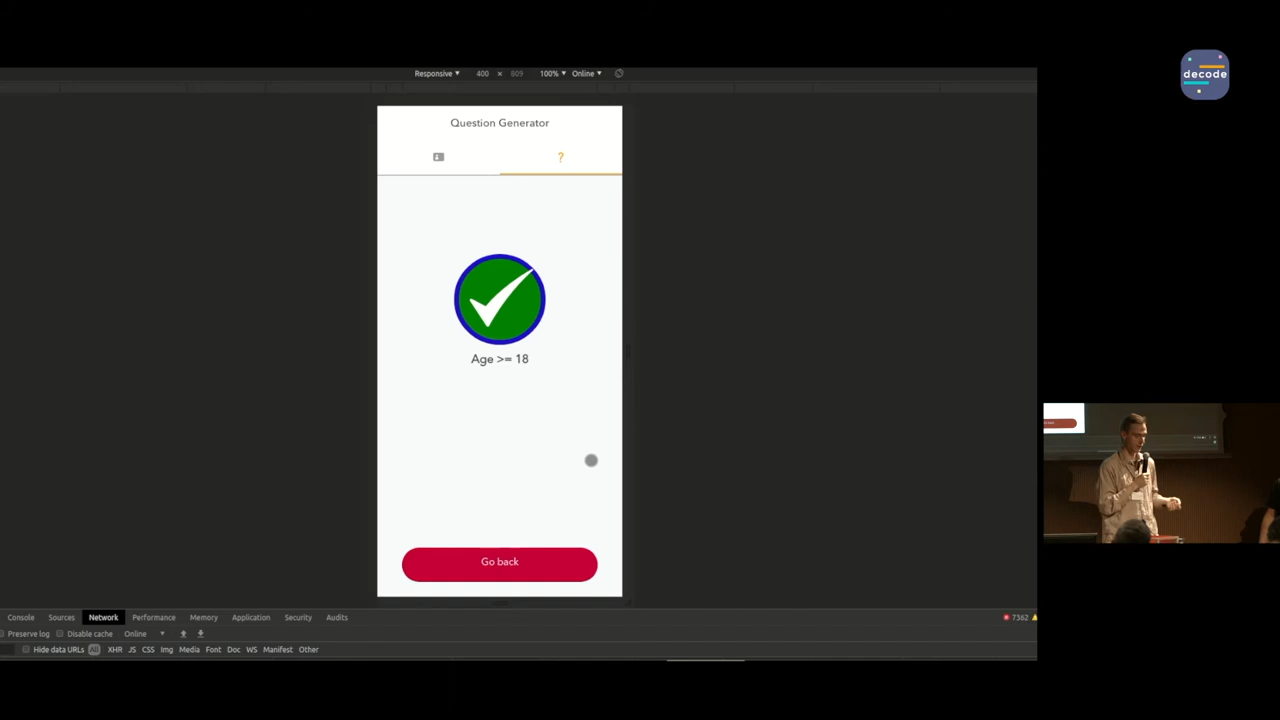 decode
Responsive 400 × 809 100% Online
Question Generator
?
Age >= 18
Go back
Console Sources Network Performance Memory Application Security Audits
7362
Preserve log Disable cache Online
Hide data URLs All XHR JS CSS Img Media Font Doc WS Manifest Other